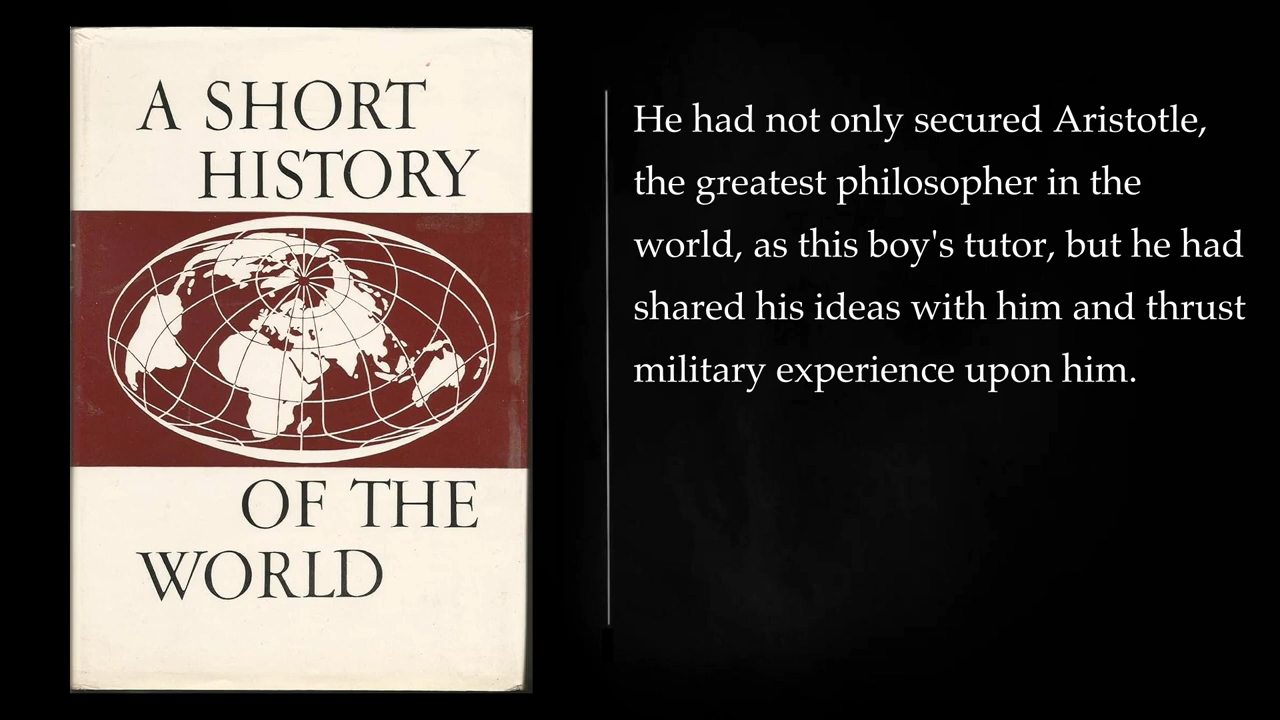 A SHORT
HISTORY
OF THE
WORLD
He had not only secured Aristotle,
the greatest philosopher in the
world, as this boy's tutor, but he had
shared his ideas with him and thrust
military experience upon him.